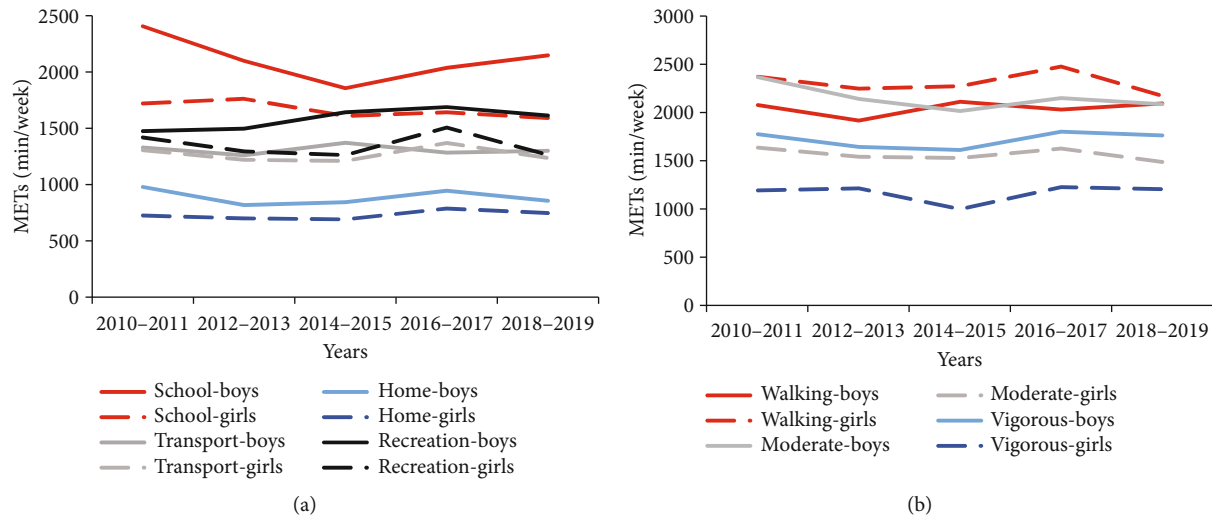 2500
2000
1500
1000
500
0
METs (min/week)
2010–2011 2012–2013 2014–2015 2016–2017 2018–2019
Years
School-boys
School-girls
Transport-boys
Transport-girls
Home-boys
Home-girls
Recreation-boys
Recreation-girls
(a)
3000
2500
2000
1500
1000
500
0
METs (min/week)
2010–2011 2012–2013 2014–2015 2016–2017 2018–2019
Years
Walking-boys
Walking-girls
Moderate-boys
Moderate-girls
Vigorous-boys
Vigorous-girls
(b)